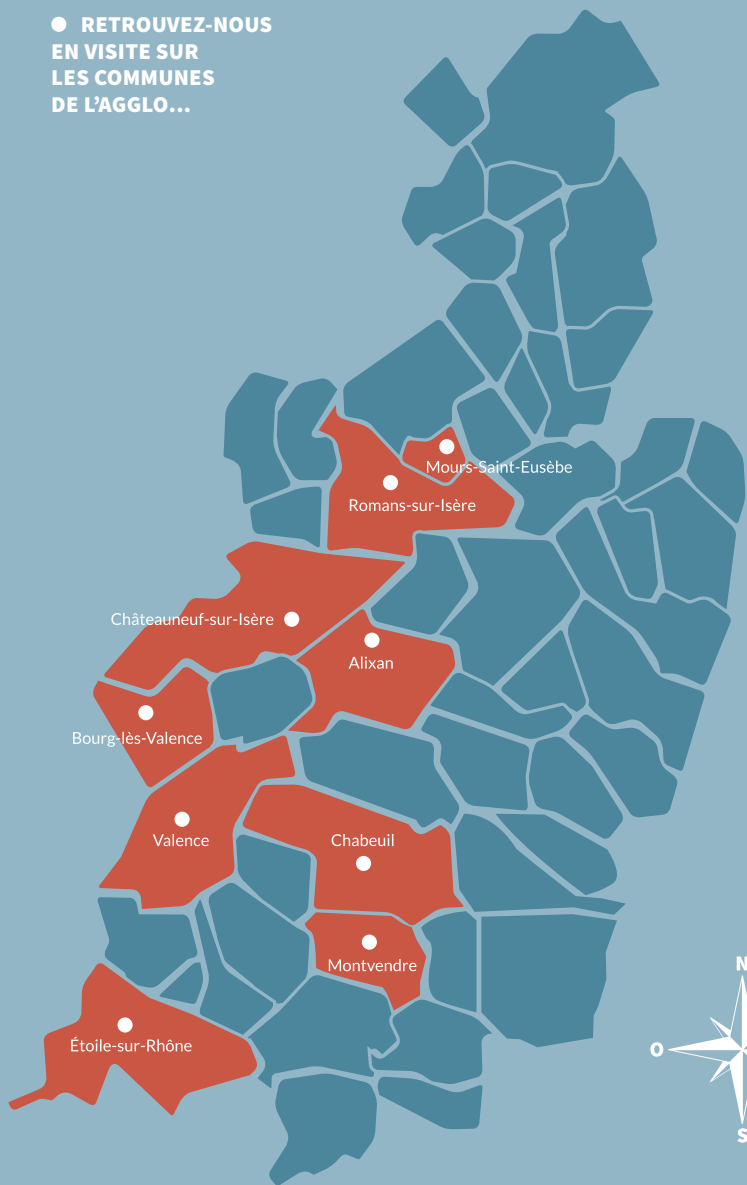 RETROUVEZ-NOUS
EN VISITE SUR
LES COMMUNES
DE L'AGGLO...
Mours-Saint-Eusèbe
Romans-sur-Isère
Châteauneuf-sur-Isère
Alixan
Bourg-lès-Valence
Valence
Chabeuil
Montvendre
Étoile-sur-Rhône
N
O
S